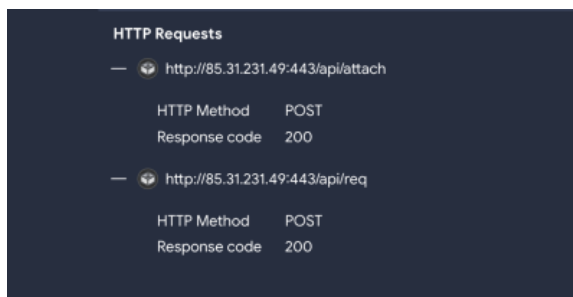 HTTP Requests
— http://85.31.231.49:443/api/attach
HTTP Method POST
Response code 200
— http://85.31.231.49:443/api/req
HTTP Method POST
Response code 200